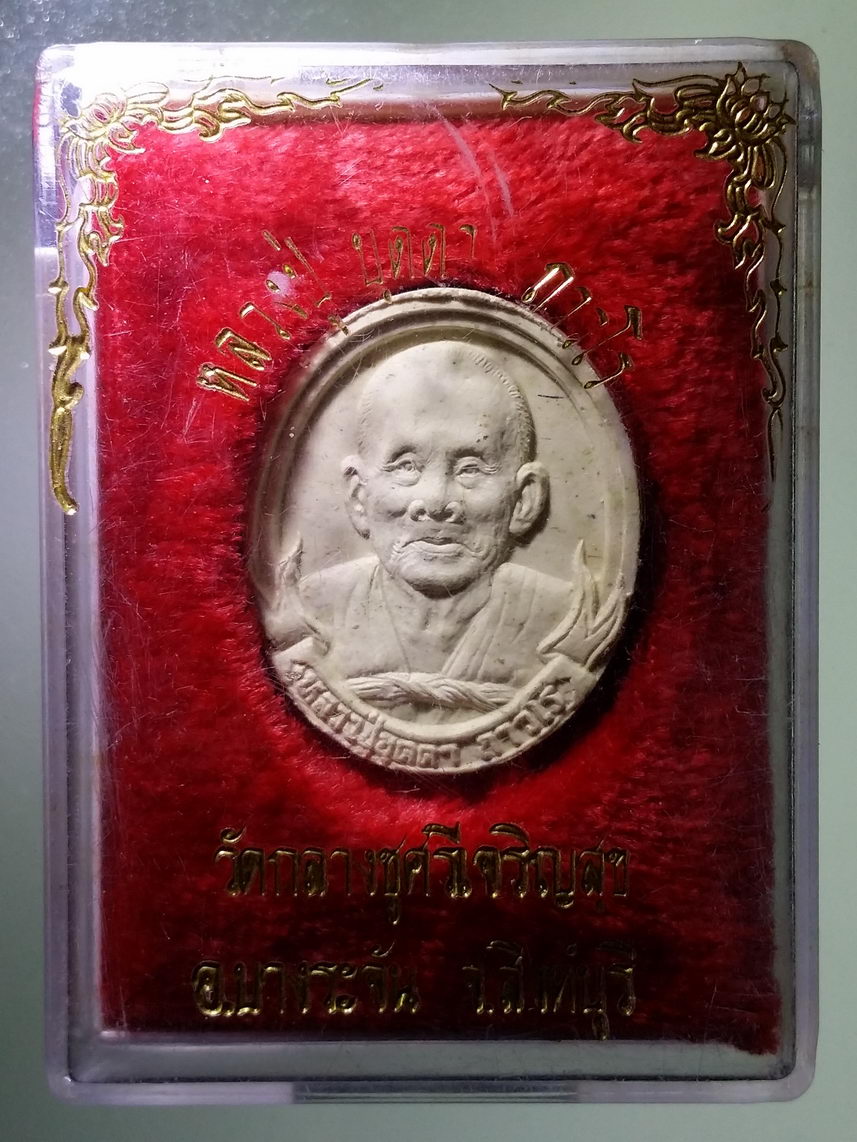 หลวงปู่ บุดดา ถาวโร
หลวงปู่บุดดา ถาวโร
วัดกลางชูศรีเจริญสุข
อ.บางระจัน จ.สิงห์บุรี